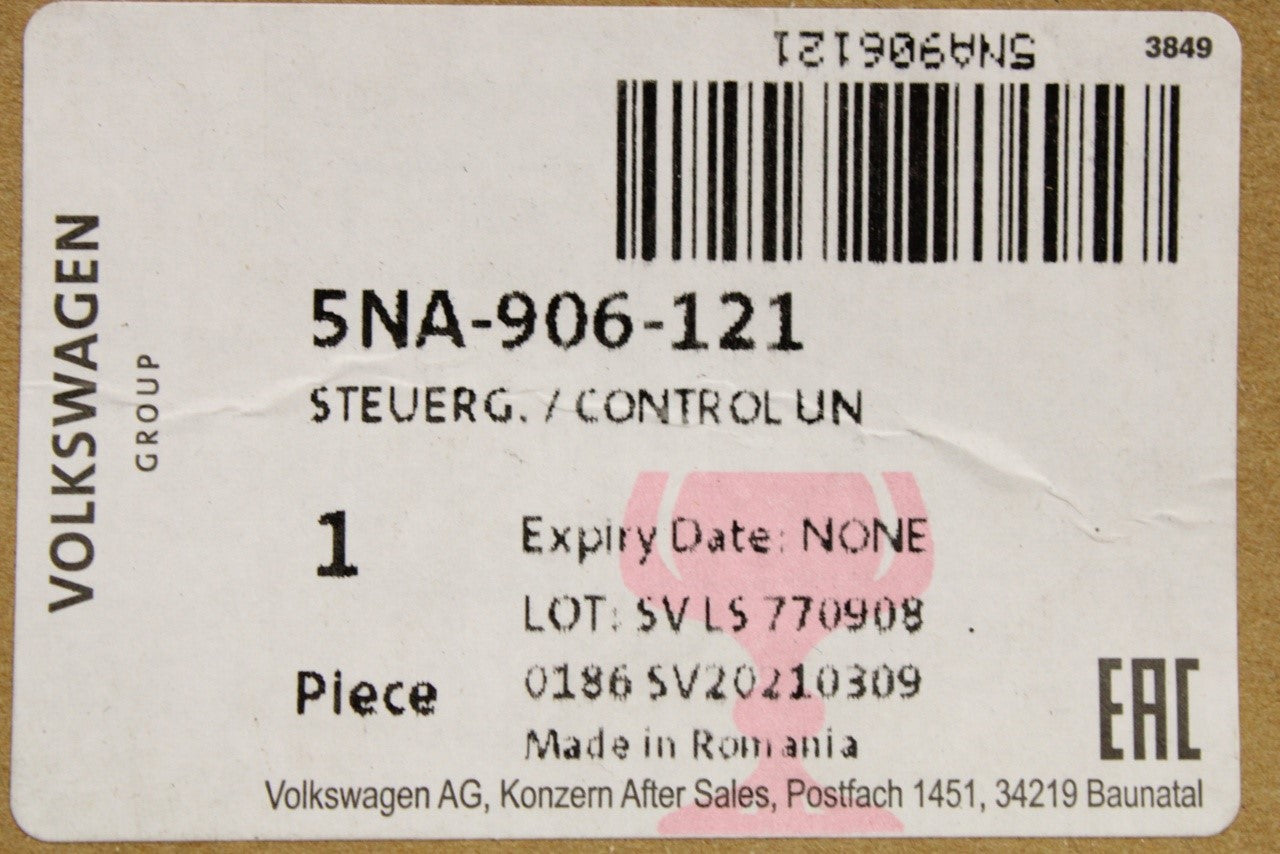 5NA906121
3849
VOLKSWAGEN
GROUP
5NA-906-121
STEUERG. / CONTROL UN
1
Expiry Date: NONE
LOT: SV LS 770908
Piece
0186 SV20210309
Made in Romania
EAC
Volkswagen AG, Konzern After Sales, Postfach 1451, 34219 Baunatal